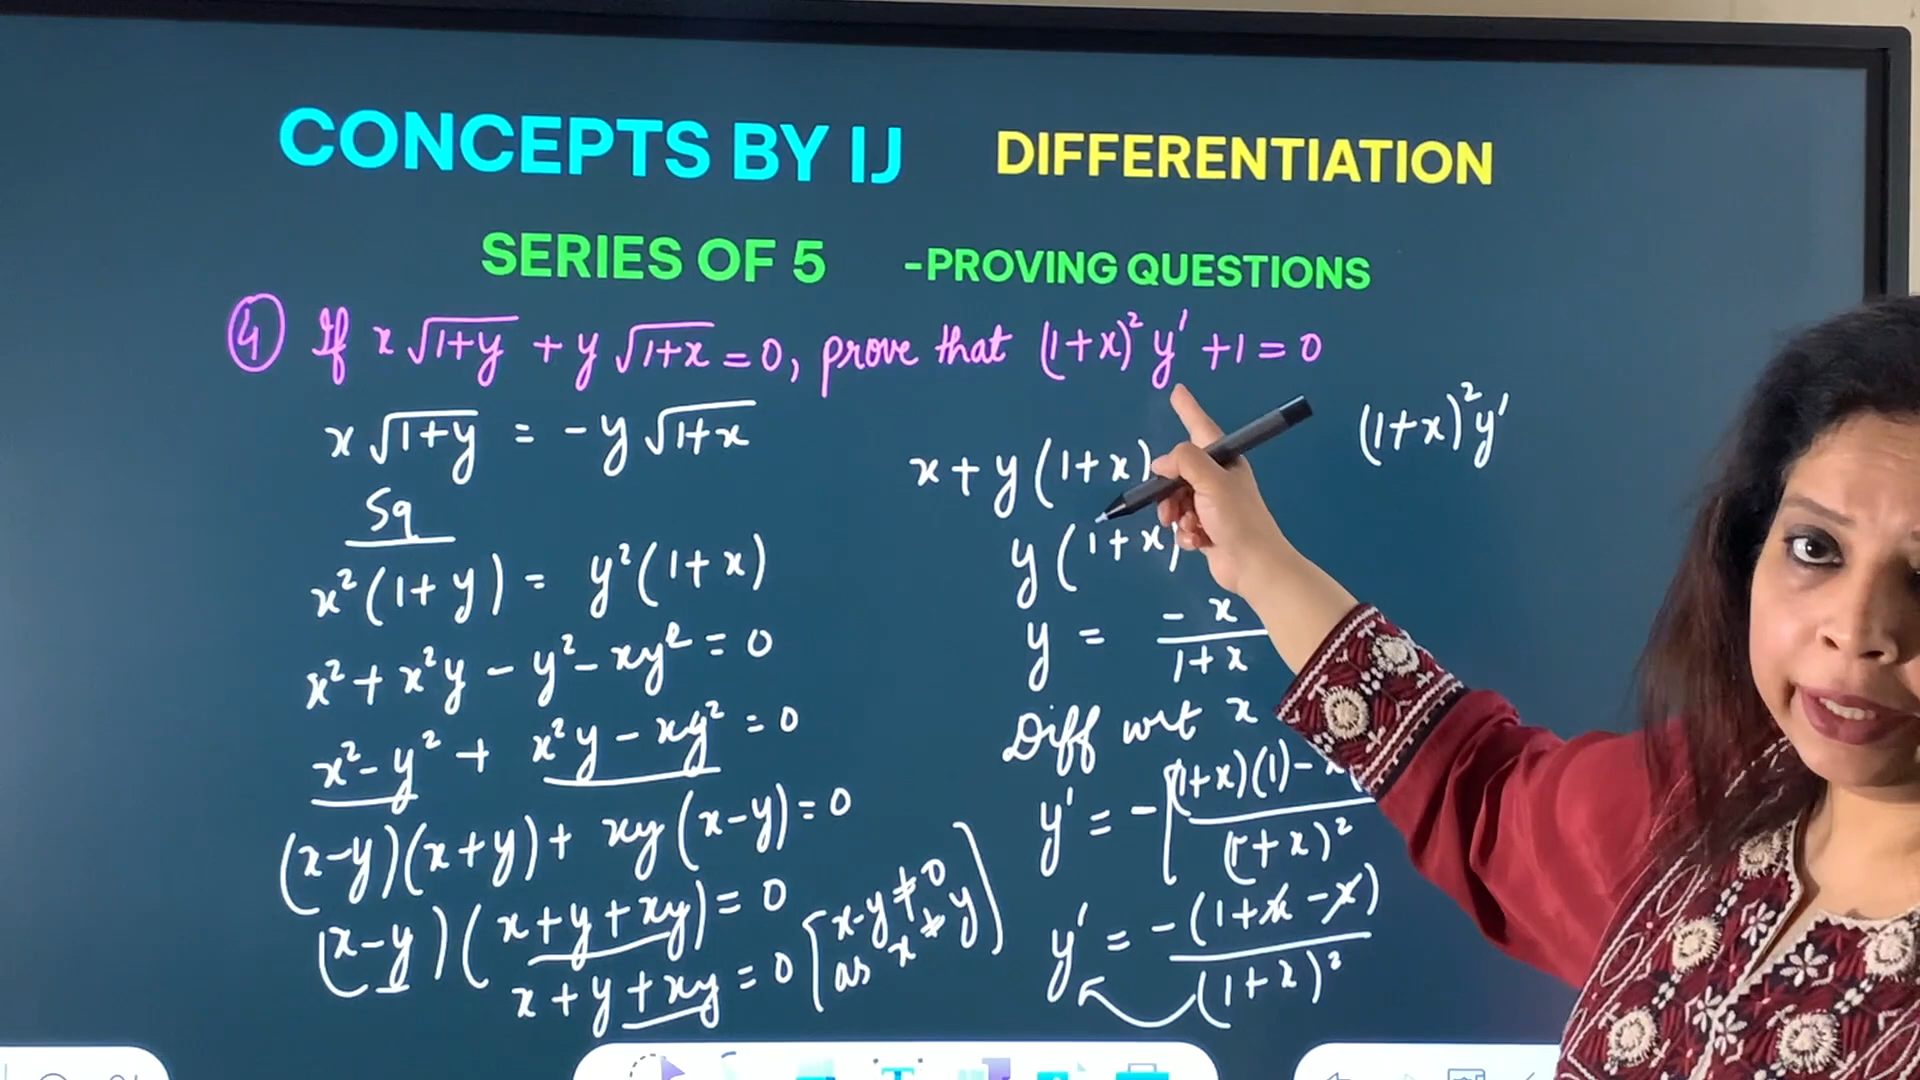 CONCEPTS BY IJ DIFFERENTIATION
SERIES OF 5 -PROVING QUESTIONS
④ If x √1+y + y √1+x = 0, prove that (1+x)² y' + 1 = 0
x √1+y = - y √1+x
Sq
x² (1+y) = y² (1+x)
x² + x²y - y² - xy² = 0
x² - y² + x²y - xy² = 0
(x-y)(x+y) + xy (x-y) = 0
(x-y)(x+y+xy) = 0
x+y+xy = 0 [x-y ≠ 0
as x ≠ y]
x + y (1+x)
y (1+x)
y = - x / 1+x
Diff wrt x
y' = - [(1+x)(1) - x / (1+x)²
y' = -(1+x-x) / (1+x)²
(1+x)² y'